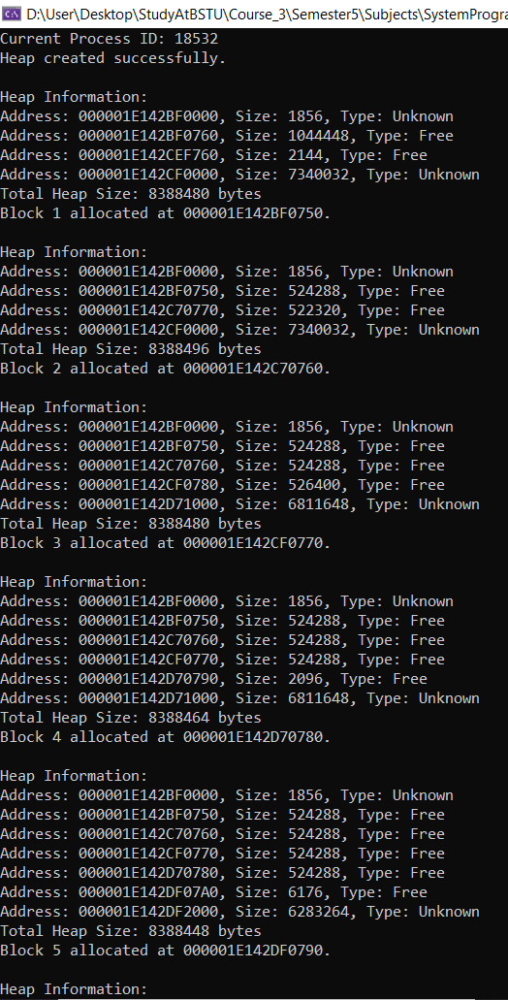 D:\User\Desktop\StudyAtBSTU\Course_3\Semester5\Subjects\SystemProgra
Current Process ID: 18532
Heap created successfully.
Heap Information:
Address: 000001E142BF0000, Size: 1856, Type: Unknown
Address: 000001E142BF0760, Size: 1044448, Type: Free
Address: 000001E142CEF760, Size: 2144, Type: Free
Address: 000001E142CF0000, Size: 7340032, Type: Unknown
Total Heap Size: 8388480 bytes
Block 1 allocated at 000001E142BF0750.
Heap Information:
Address: 000001E142BF0000, Size: 1856, Type: Unknown
Address: 000001E142BF0750, Size: 524288, Type: Free
Address: 000001E142C70770, Size: 522320, Type: Free
Address: 000001E142CF0000, Size: 7340032, Type: Unknown
Total Heap Size: 8388496 bytes
Block 2 allocated at 000001E142C70760.
Heap Information:
Address: 000001E142BF0000, Size: 1856, Type: Unknown
Address: 000001E142BF0750, Size: 524288, Type: Free
Address: 000001E142C70760, Size: 524288, Type: Free
Address: 000001E142CF0780, Size: 526400, Type: Free
Address: 000001E142D71000, Size: 6811648, Type: Unknown
Total Heap Size: 8388480 bytes
Block 3 allocated at 000001E142CF0770.
Heap Information:
Address: 000001E142BF0000, Size: 1856, Type: Unknown
Address: 000001E142BF0750, Size: 524288, Type: Free
Address: 000001E142C70760, Size: 524288, Type: Free
Address: 000001E142CF0770, Size: 524288, Type: Free
Address: 000001E142D70790, Size: 2096, Type: Free
Address: 000001E142D71000, Size: 6811648, Type: Unknown
Total Heap Size: 8388464 bytes
Block 4 allocated at 000001E142D70780.
Heap Information:
Address: 000001E142BF0000, Size: 1856, Type: Unknown
Address: 000001E142BF0750, Size: 524288, Type: Free
Address: 000001E142C70760, Size: 524288, Type: Free
Address: 000001E142CF0770, Size: 524288, Type: Free
Address: 000001E142D70780, Size: 524288, Type: Free
Address: 000001E142DF07A0, Size: 6176, Type: Free
Address: 000001E142DF2000, Size: 6283264, Type: Unknown
Total Heap Size: 8388448 bytes
Block 5 allocated at 000001E142DF0790.
Heap Information: